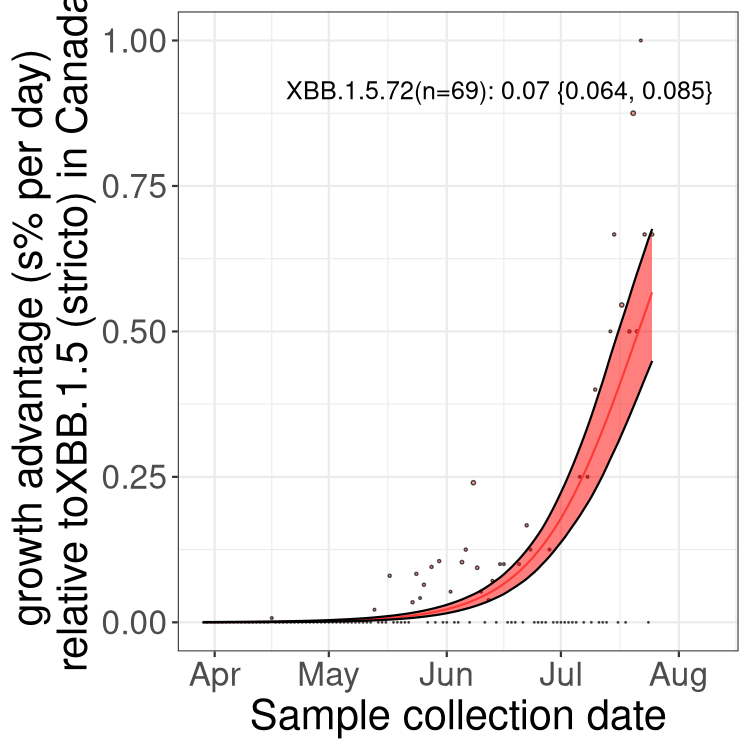 growth advantage (s% per day)
relative toXBB.1.5 (stricto) in Canada
1.00
0.75
0.50
0.25
0.00
XBB.1.5.72(n=69): 0.07 {0.064, 0.085}
Apr May Jun Jul Aug
Sample collection date